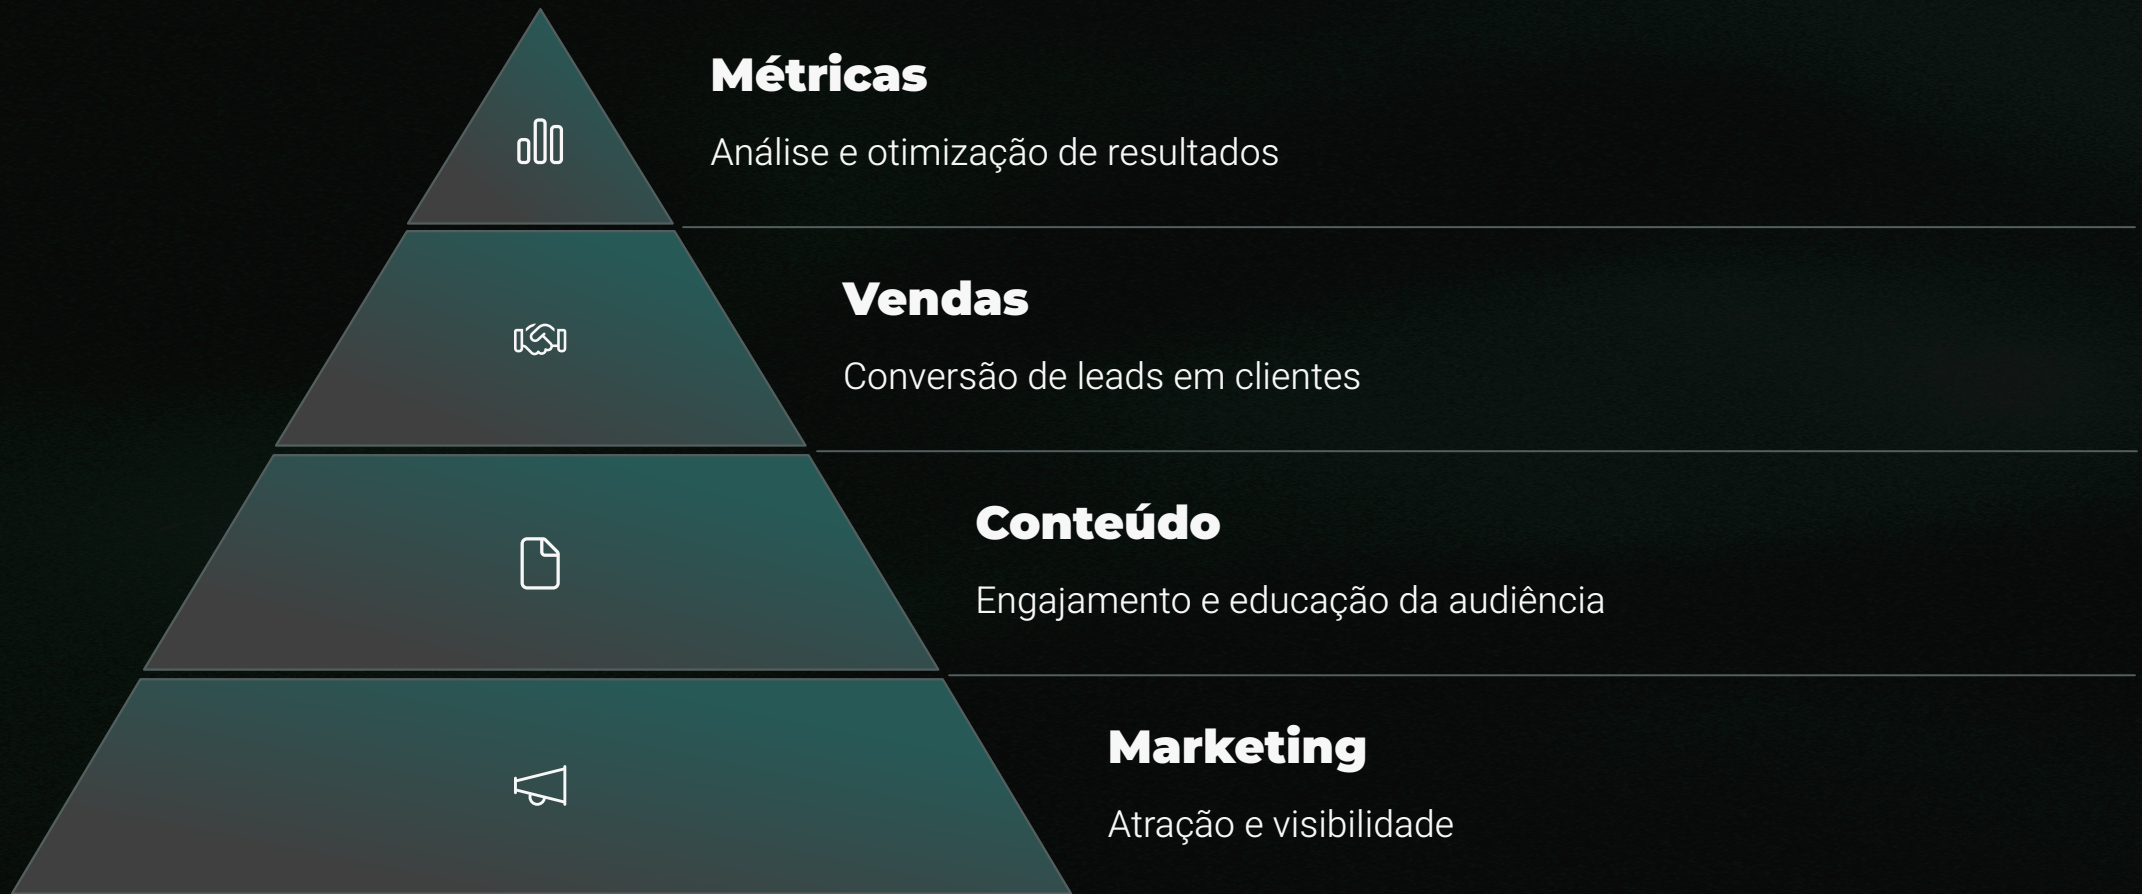 Métricas
Análise e otimização de resultados
Vendas
Conversão de leads em clientes
Conteúdo
Engajamento e educação da audiência
Marketing
Atração e visibilidade